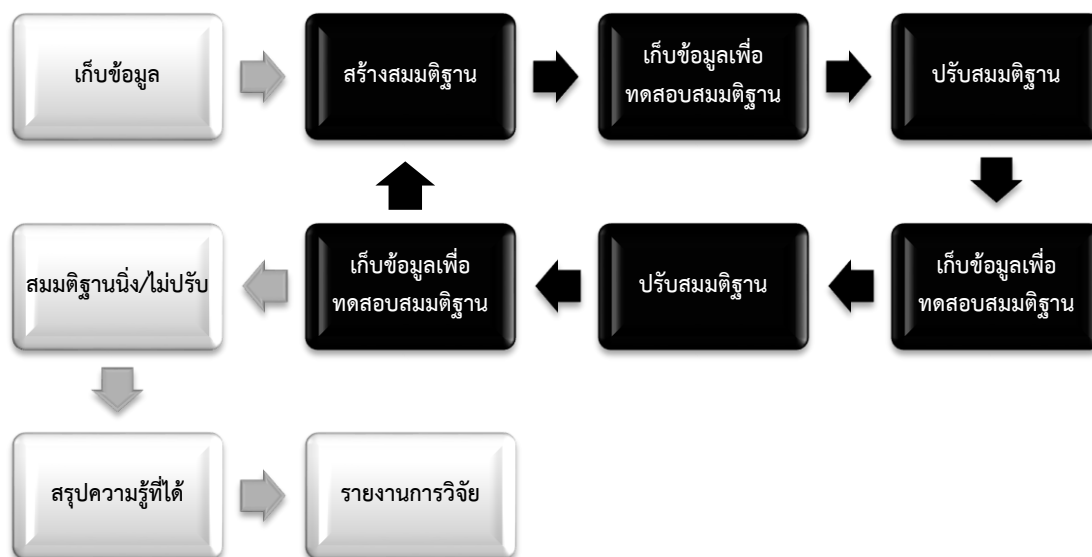 เก็บข้อมูล
สร้างสมมติฐาน
เก็บข้อมูลเพื่อ
ทดสอบสมมติฐาน
ปรับสมมติฐาน
เก็บข้อมูลเพื่อ
ทดสอบสมมติฐาน
ปรับสมมติฐาน
เก็บข้อมูลเพื่อ
ทดสอบสมมติฐาน
สมมติฐานนิ่ง/ไม่ปรับ
สรุปความรู้ที่ได้
รายงานการวิจัย